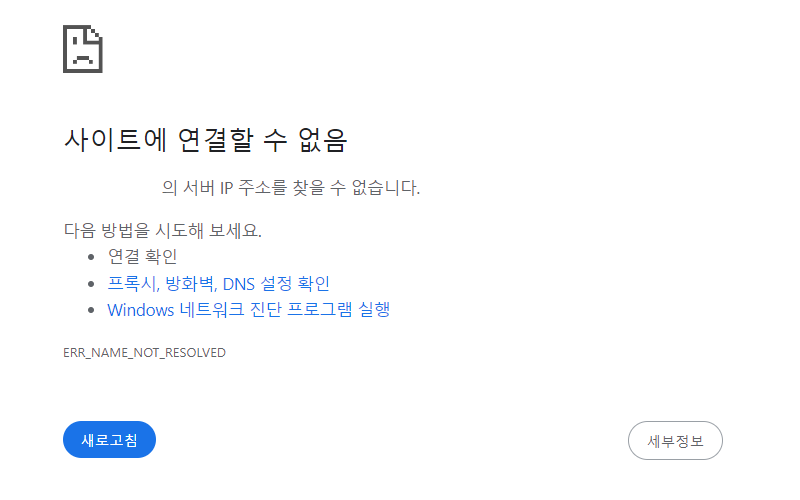 사이트에 연결할 수 없음
의 서버 IP 주소를 찾을 수 없습니다.
다음 방법을 시도해 보세요.
연결 확인
프록시, 방화벽, DNS 설정 확인
Windows 네트워크 진단 프로그램 실행
ERR_NAME_NOT_RESOLVED
새로고침
세부정보